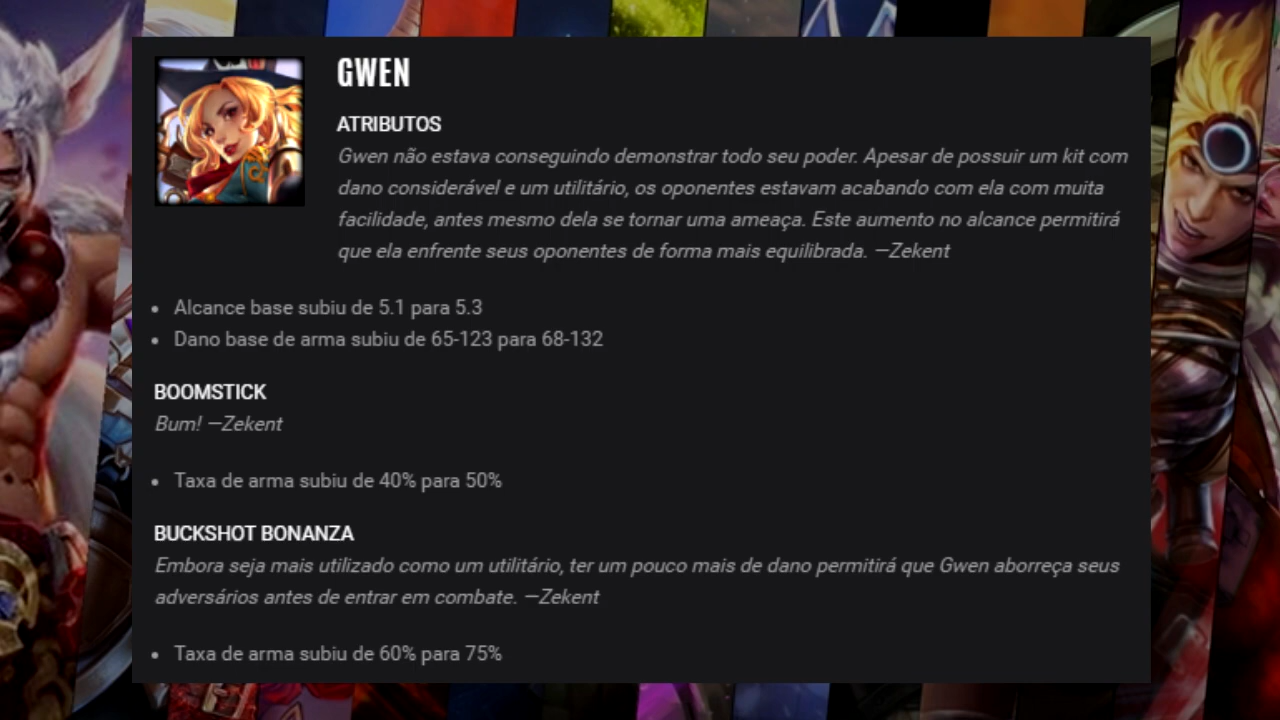 GWEN
ATRIBUTOS
Gwen não estava conseguindo demonstrar todo seu poder. Apesar de possuir um kit com
dano considerável e um utilitário, os oponentes estavam acabando com ela com muita
facilidade, antes mesmo dela se tornar uma ameaça. Este aumento no alcance permitirá
que ela enfrente seus oponentes de forma mais equilibrada. —Zekent
• Alcance base subiu de 5.1 para 5.3
• Dano base de arma subiu de 65-123 para 68-132
BOOMSTICK
Bum! —Zekent
• Taxa de arma subiu de 40% para 50%
BUCKSHOT BONANZA
Embora seja mais utilizado como um utilitário, ter um pouco mais de dano permitirá que Gwen aborreça seus
adversários antes de entrar em combate. —Zekent
• Taxa de arma subiu de 60% para 75%